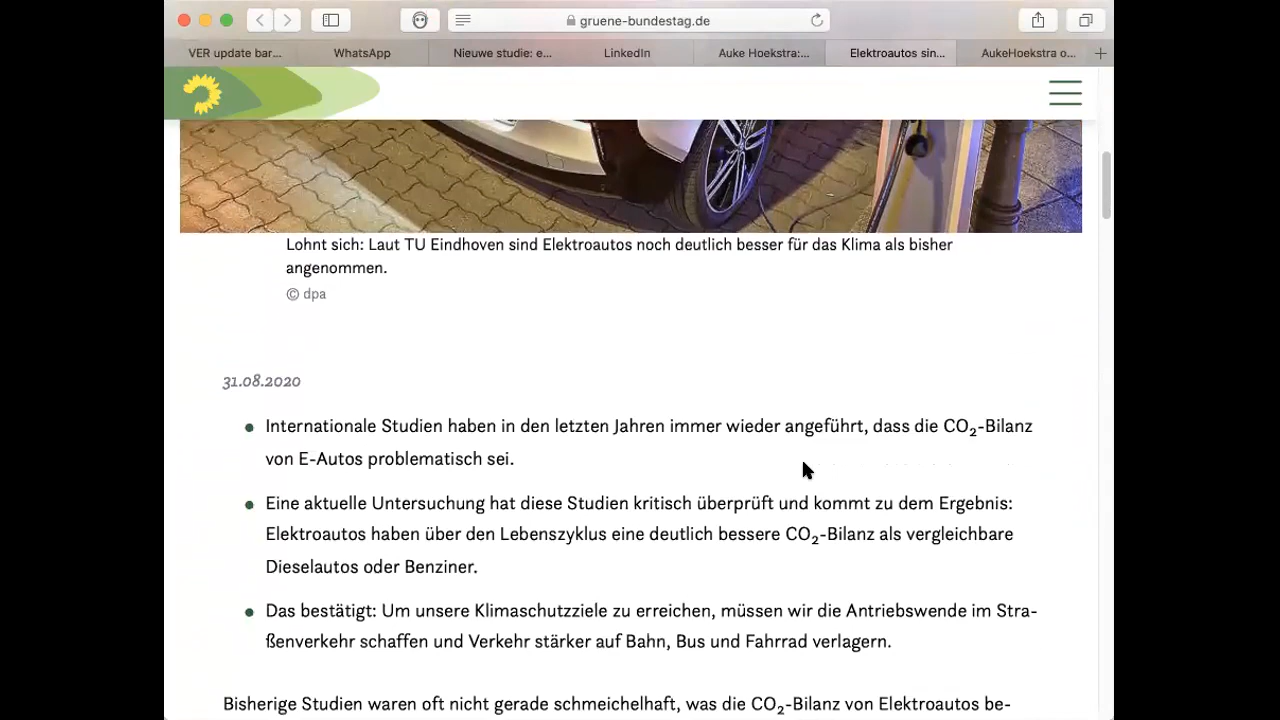 gruene-bundestag.de
VER update bar...
WhatsApp
Nieuwe studie: e...
LinkedIn
Auke Hoekstra:...
Elektroautos sin...
AukeHoekstra o...
Lohnt sich: Laut TU Eindhoven sind Elektroautos noch deutlich besser für das Klima als bisher
angenommen.
© dpa
31.08.2020
Internationale Studien haben in den letzten Jahren immer wieder angeführt, dass die CO₂-Bilanz
von E-Autos problematisch sei.
Eine aktuelle Untersuchung hat diese Studien kritisch überprüft und kommt zu dem Ergebnis:
Elektroautos haben über den Lebenszyklus eine deutlich bessere CO₂-Bilanz als vergleichbare
Dieselautos oder Benziner.
Das bestätigt: Um unsere Klimaschutzziele zu erreichen, müssen wir die Antriebswende im Stra-
ßenverkehr schaffen und Verkehr stärker auf Bahn, Bus und Fahrrad verlagern.
Bisherige Studien waren oft nicht gerade schmeichelhaft, was die CO₂-Bilanz von Elektroautos be-